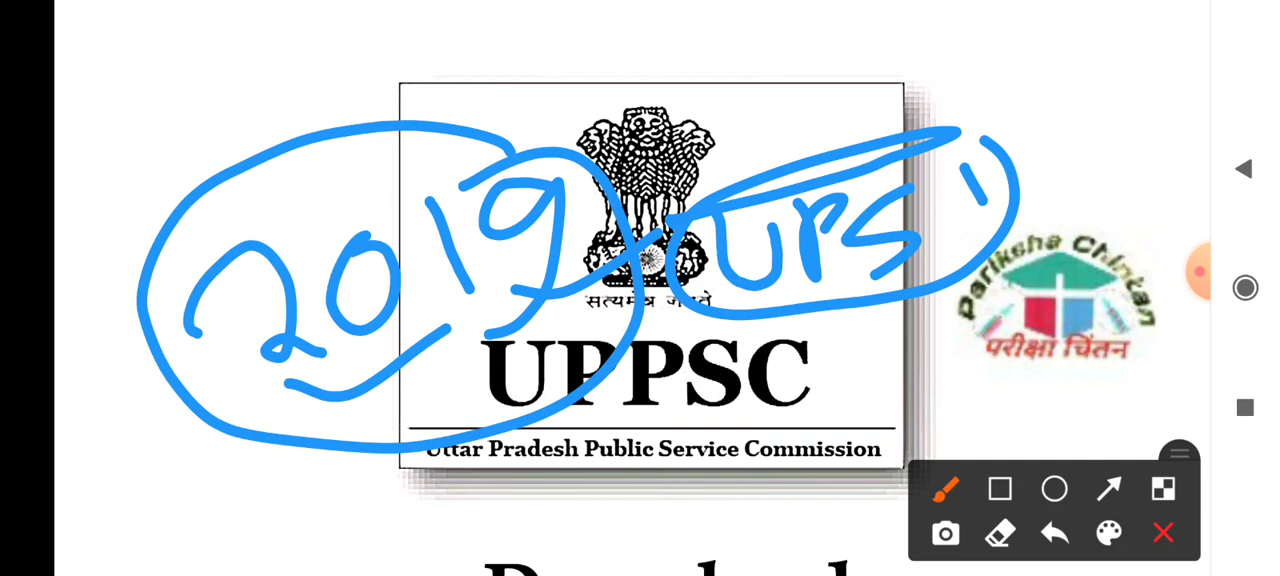 2019
UPS
सत्यमेव जयते
UPPSC
Uttar Pradesh Public Service Commission
Pariksha Chintan
परीक्षा चिंतन